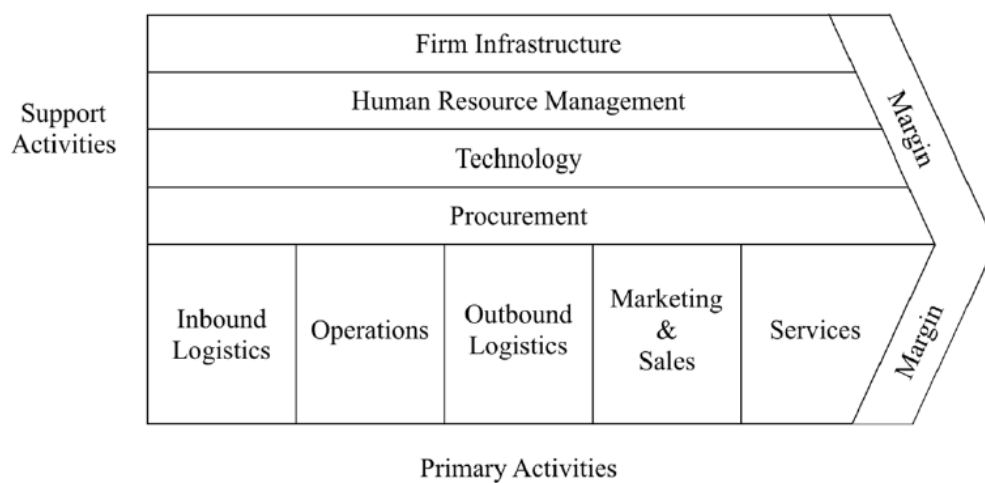 Firm Infrastructure
Human Resource Management
Support
Activities
Technology
Procurement
Margin
Inbound
Logistics
Operations
Outbound
Logistics
Marketing
&
Sales
Services
Margin
Primary Activities